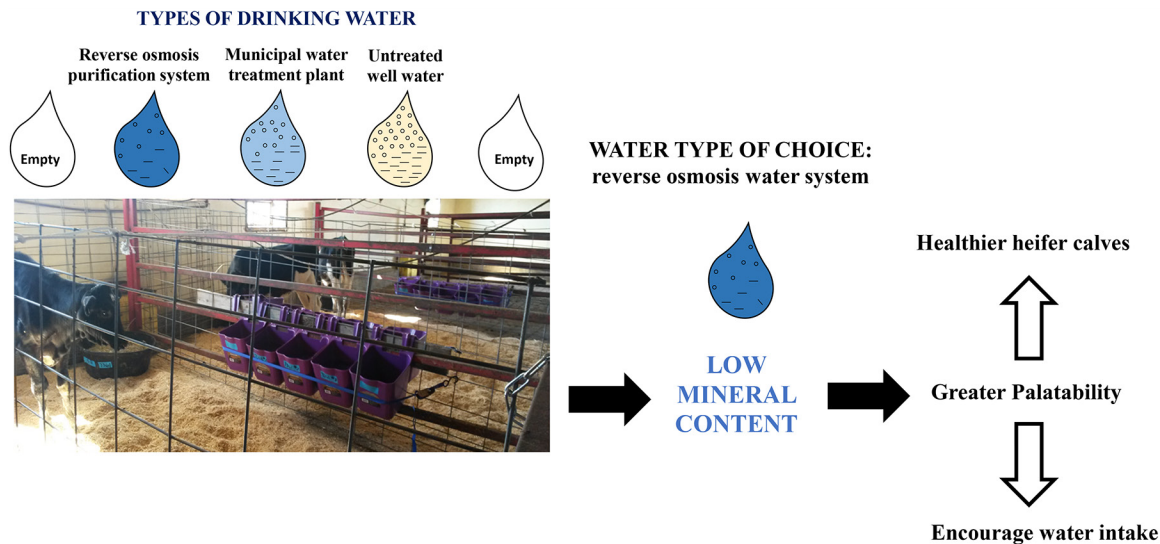 TYPES OF DRINKING WATER
Reverse osmosis
purification system
Municipal water
treatment plant
Untreated
well water
Empty
Empty
WATER TYPE OF CHOICE:
reverse osmosis water system
LOW
MINERAL
CONTENT
Healthier heifer calves
Greater Palatability
Encourage water intake